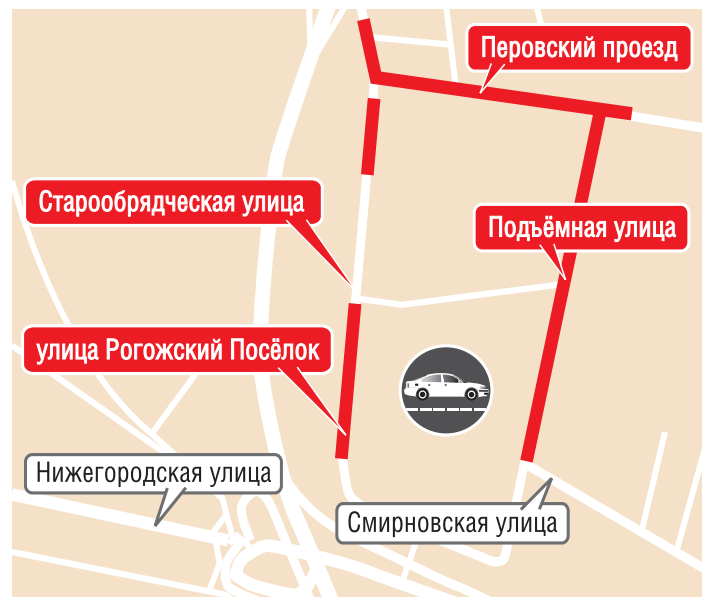 Перовский проезд
Старообрядческая улица
Подъёмная улица
улица Рогожский Посёлок
Нижегородская улица
Смирновская улица